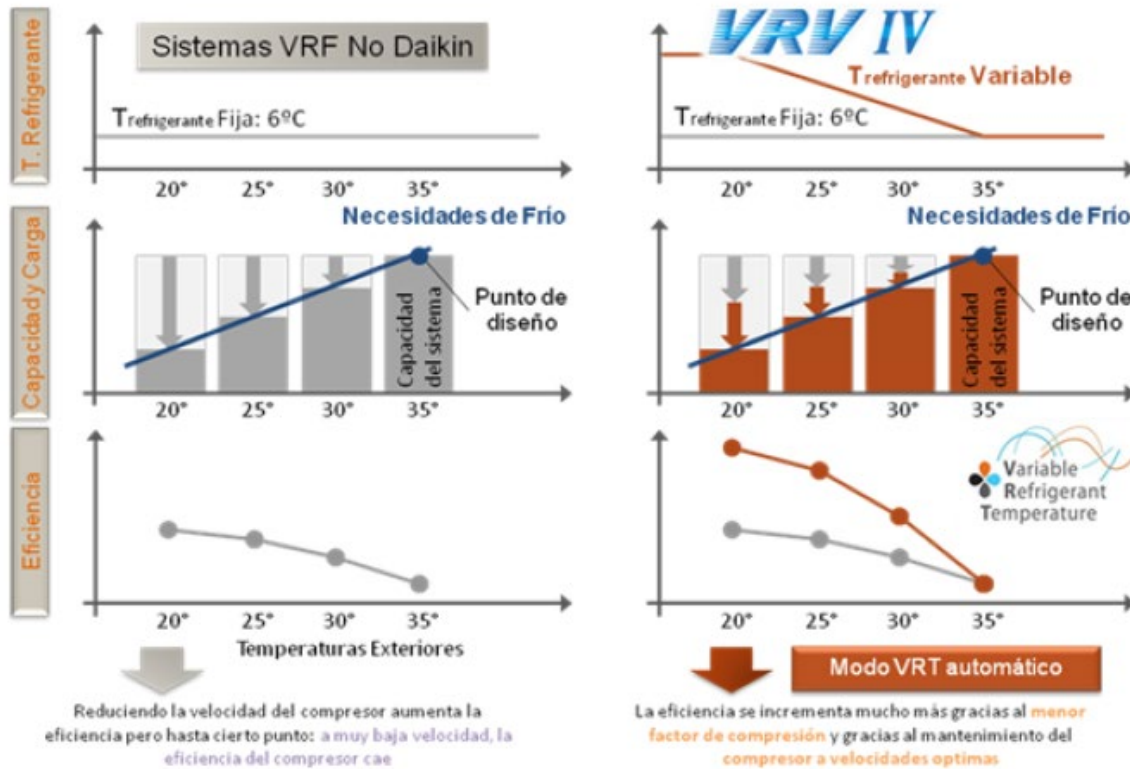 T. Refrigerante
Sistemas VRF No Daikin
Trefrigerante Fija: 6ºC
20° 25° 30° 35°
VRV IV
Trefrigerante Variable
Trefrigerante Fija: 6ºC
20° 25° 30° 35°
Capacidad y Carga
Necesidades de Frío
Punto de
diseño
Capacidad
del sistema
20° 25° 30° 35°
Necesidades de Frío
Punto de
diseño
Capacidad
del sistema
20° 25° 30° 35°
Eficiencia
20° 25° 30° 35°
Temperaturas Exteriores
Variable
Refrigerant
Temperature
20° 25° 30° 35°
Reduciendo la velocidad del compresor aumenta la
eficiencia pero hasta cierto punto: a muy baja velocidad, la
eficiencia del compresor cae
Modo VRT automático
La eficiencia se incrementa mucho más gracias al menor
factor de compresión y gracias al mantenimiento del
compresor a velocidades optimas